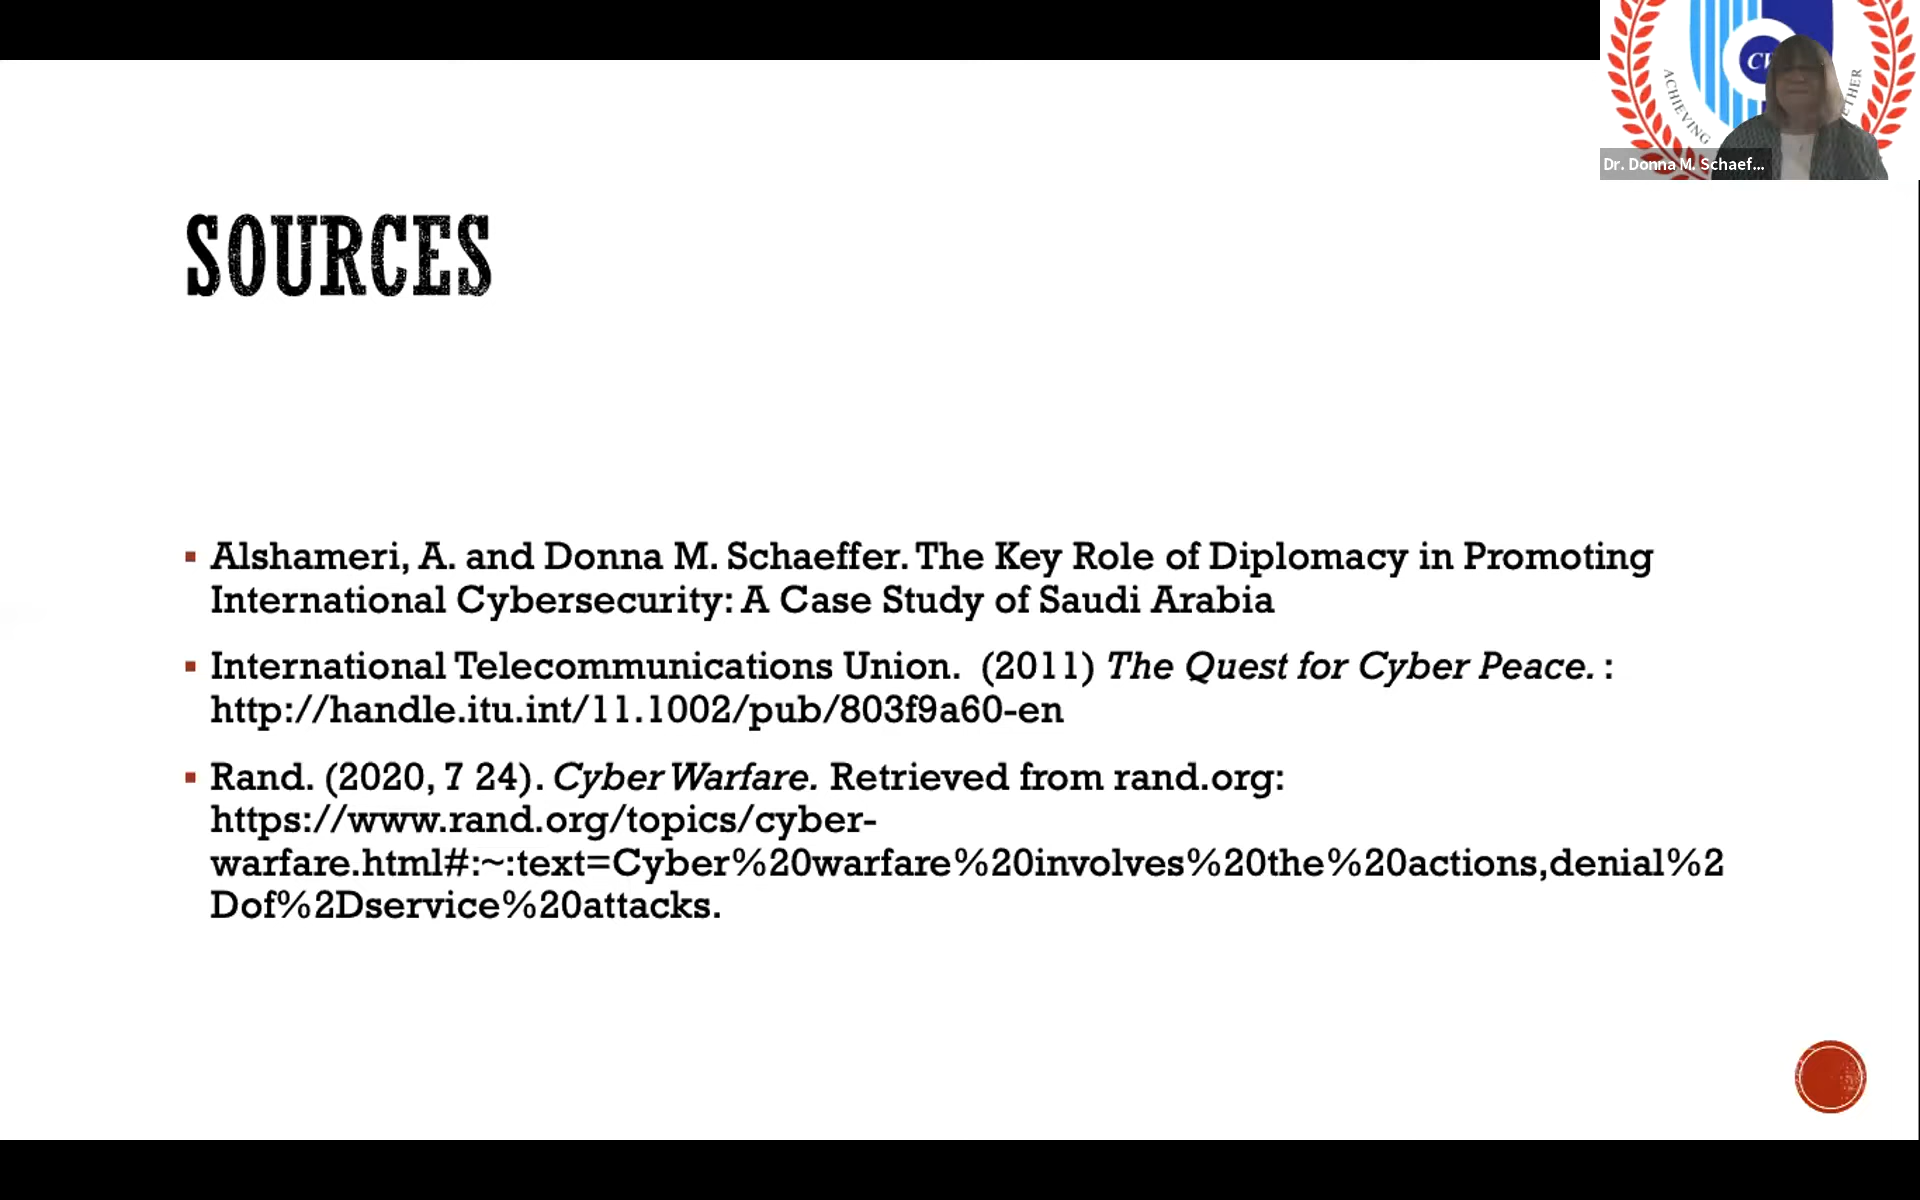 ACHIEVING
Dr. Donna M. Schaef...
SOURCES
▪ Alshameri, A. and Donna M. Schaeffer. The Key Role of Diplomacy in Promoting
International Cybersecurity: A Case Study of Saudi Arabia
▪ International Telecommunications Union.  (2011) The Quest for Cyber Peace. :
http://handle.itu.int/11.1002/pub/803f9a60-en
▪ Rand. (2020, 7 24). Cyber Warfare. Retrieved from rand.org:
https://www.rand.org/topics/cyber-
warfare.html#:~:text=Cyber%20warfare%20involves%20the%20actions,denial%2
Dof%2Dservice%20attacks.